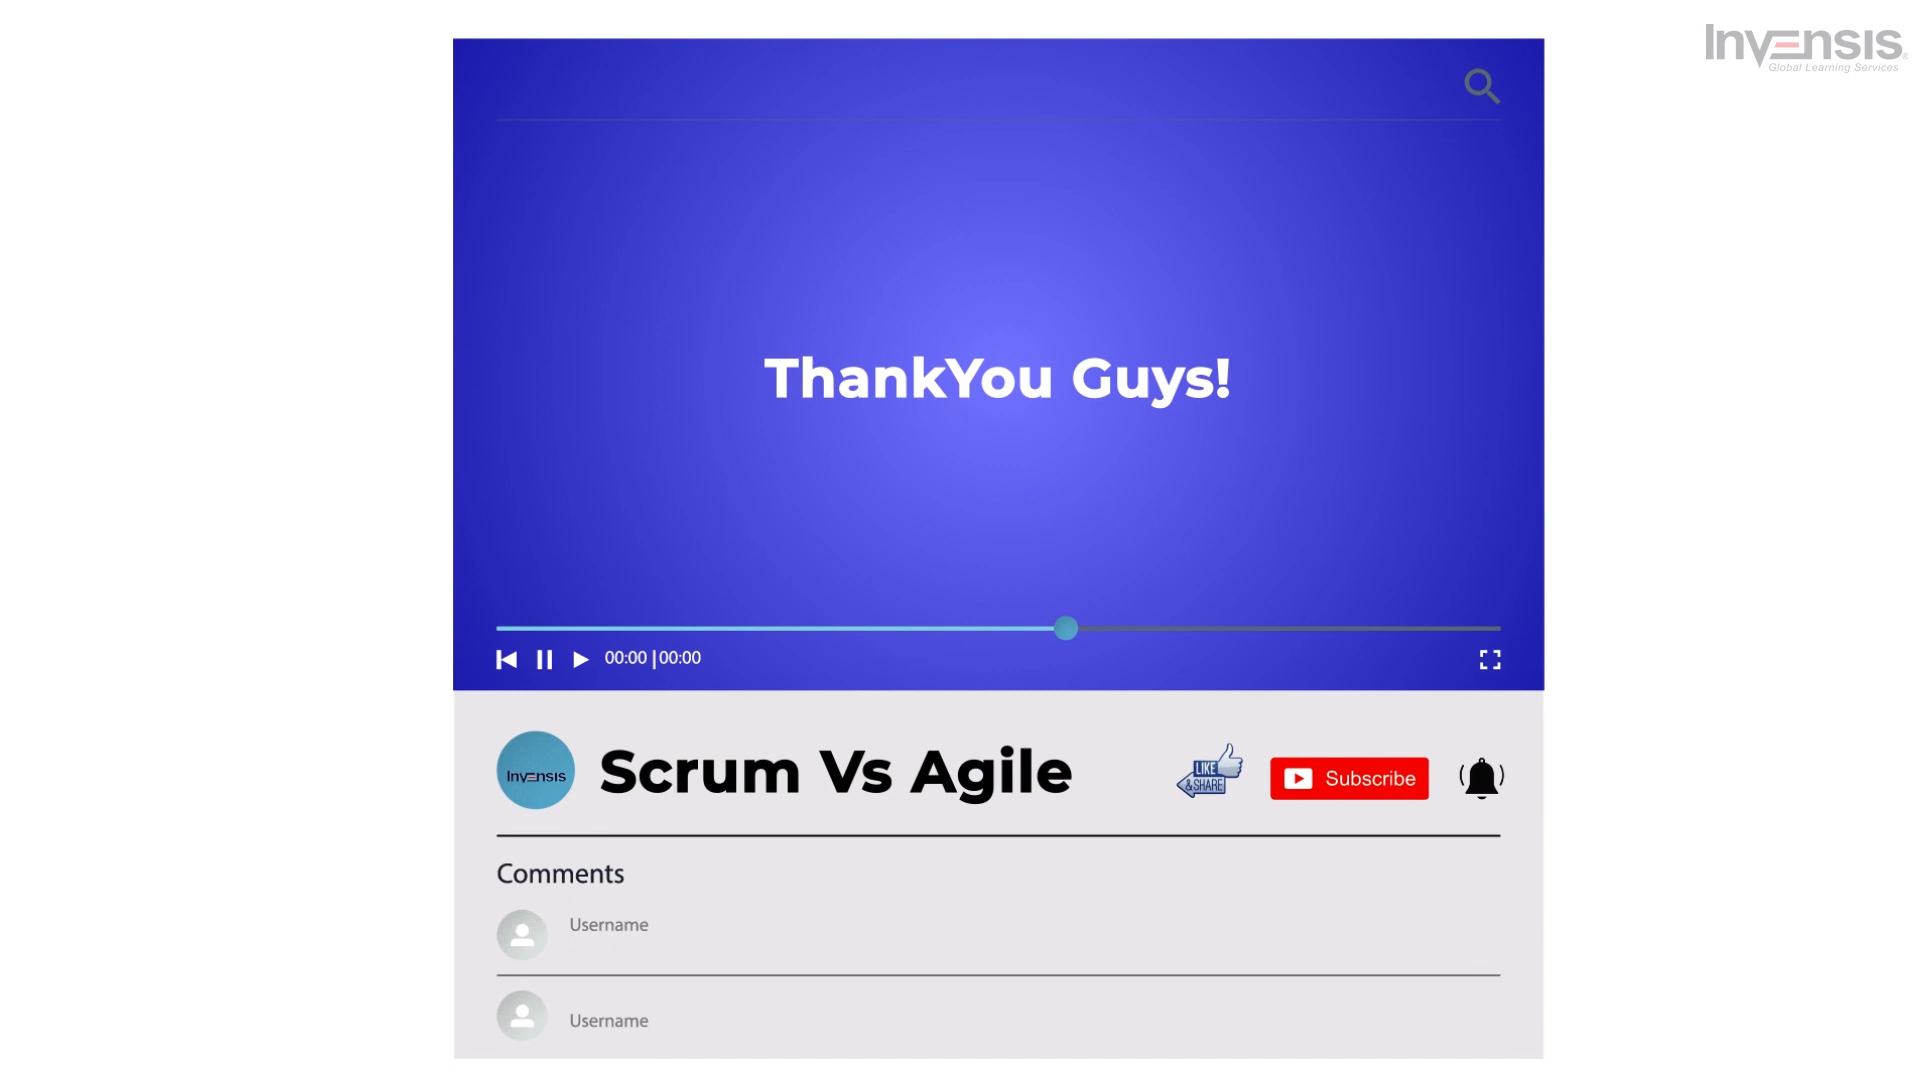 Invensis
Global Learning Services
ThankYou Guys!
00:00 | 00:00
Invensis
Scrum Vs Agile
LIKE
&SHARE
Subscribe
Comments
Username
Username